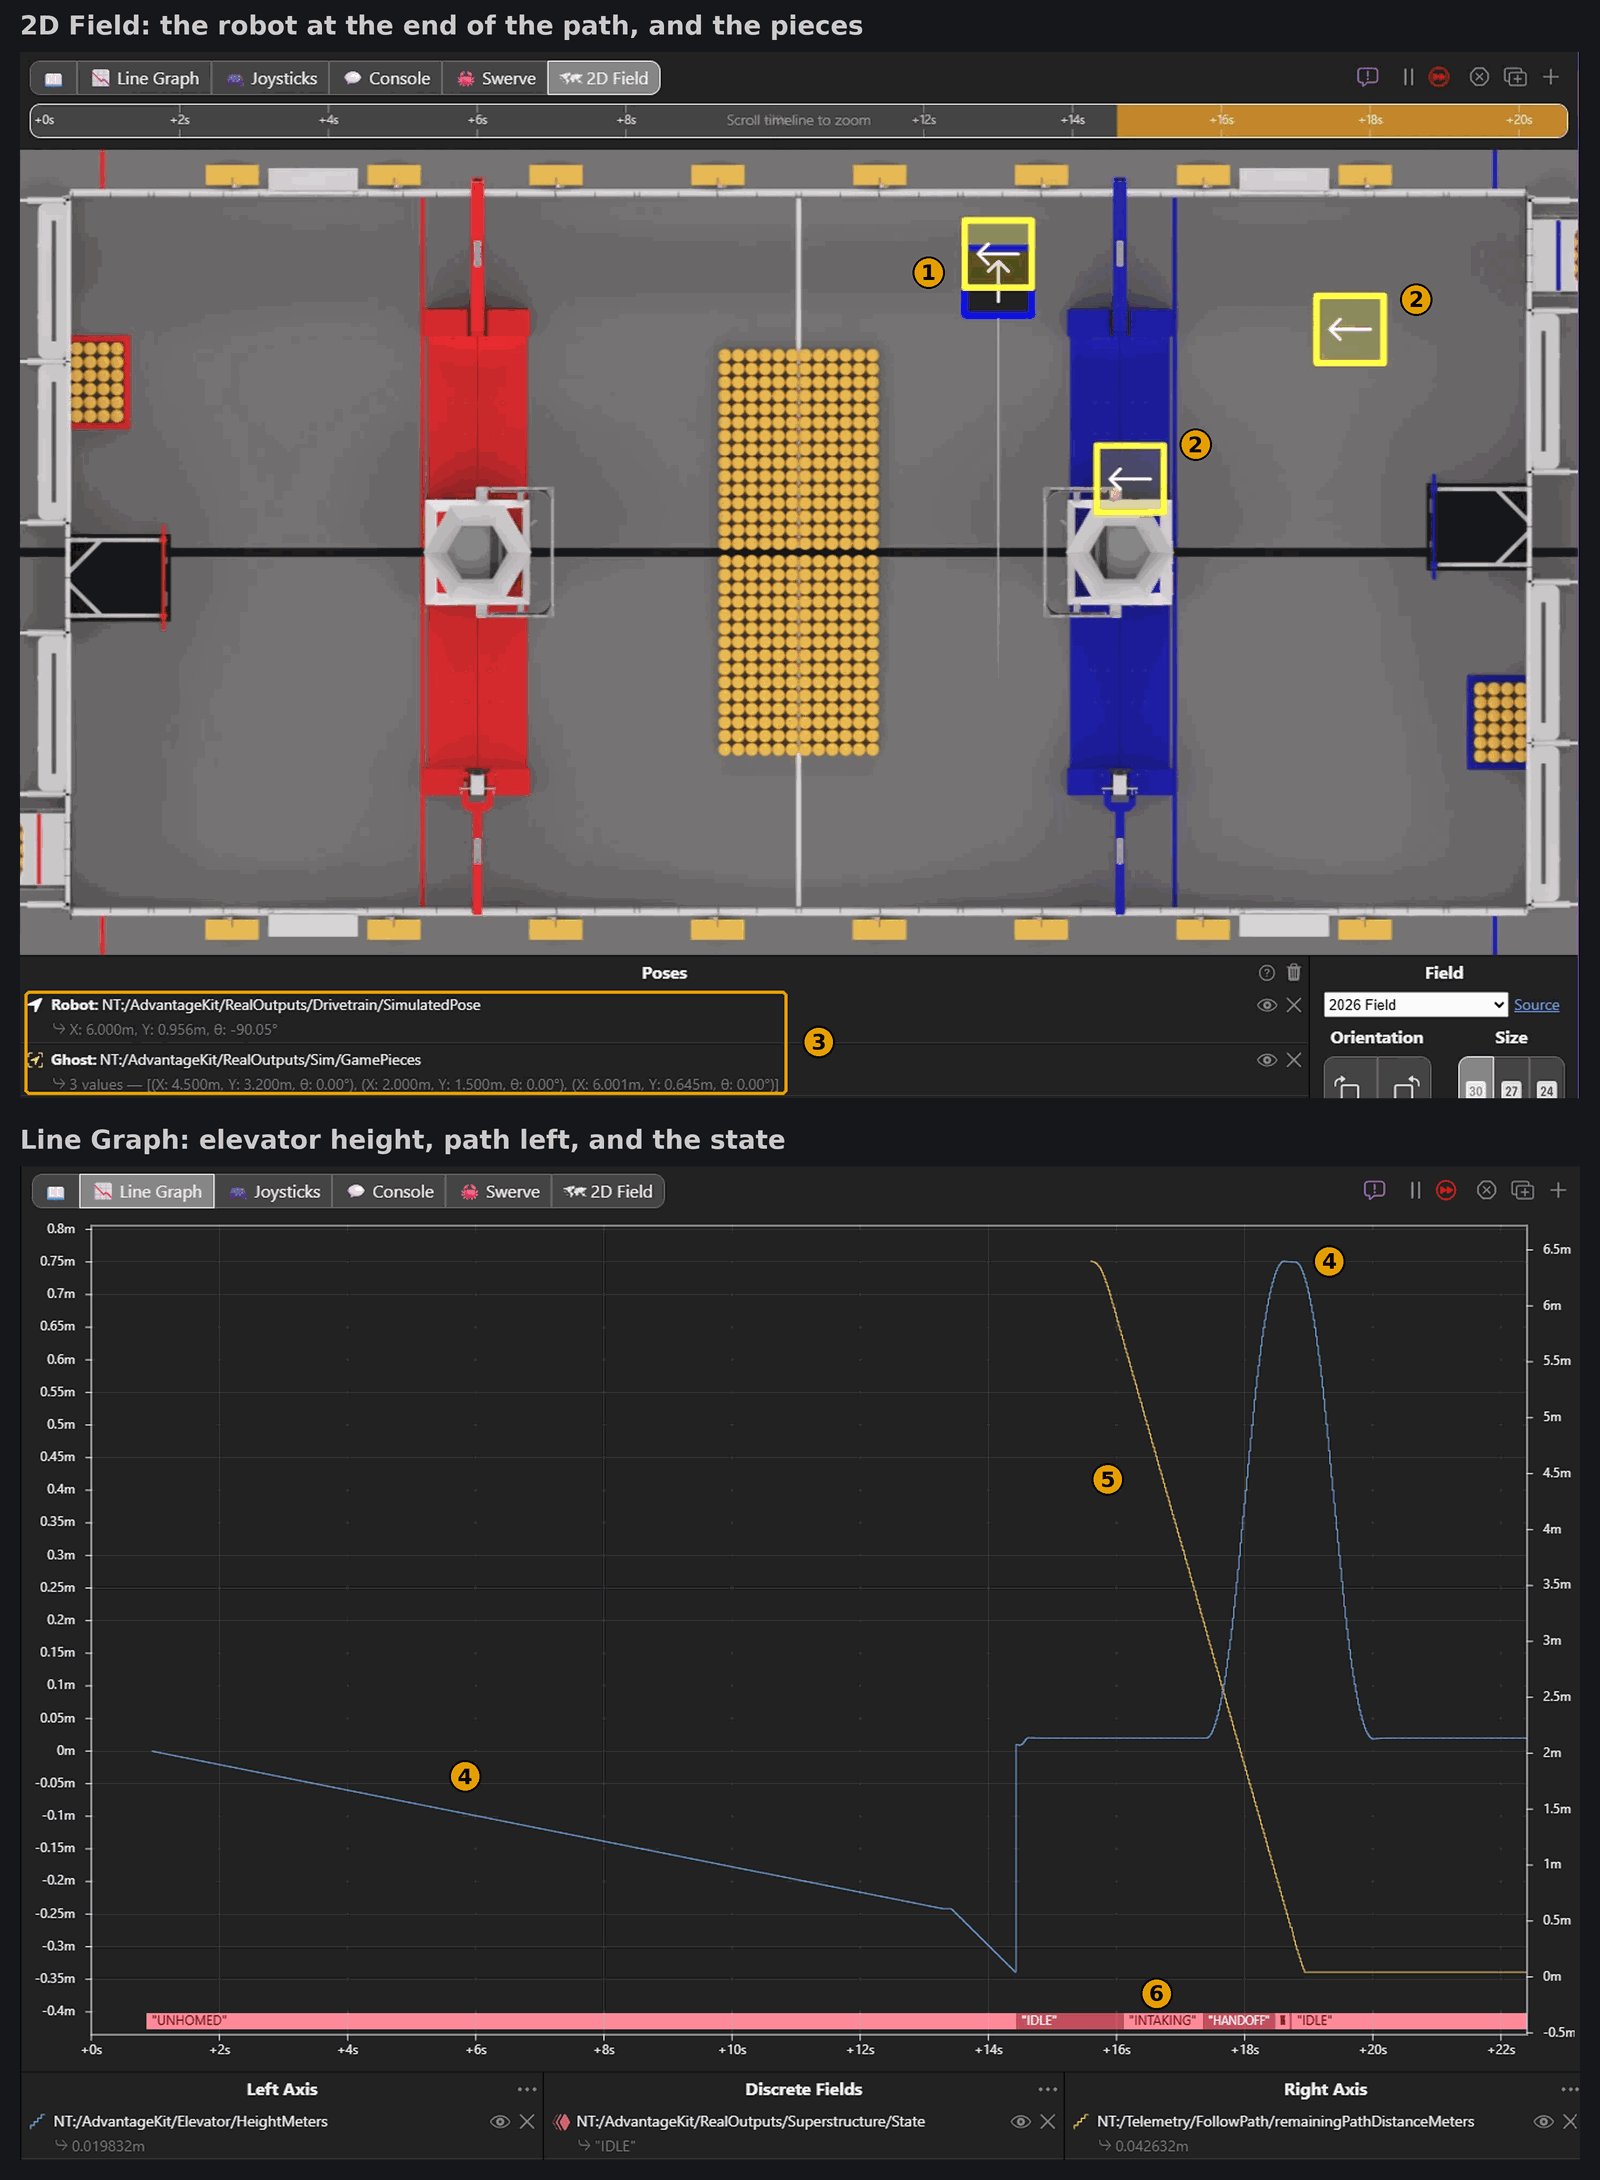 2D Field: the robot at the end of the path, and the pieces
Line Graph
Joysticks
Console
Swerve
2D Field
+0s
+2s
+4s
+6s
+8s
Scroll timeline to zoom
+12s
+14s
+16s
+18s
+20s
1
2
2
Poses
Robot: NT:/AdvantageKit/RealOutputs/Drivetrain/SimulatedPose
X: 6.000m, Y: 0.956m, θ: -90.05°
Ghost: NT:/AdvantageKit/RealOutputs/Sim/GamePieces
3 values — [(X: 4.500m, Y: 3.200m, θ: 0.00°), (X: 2.000m, Y: 1.500m, θ: 0.00°), (X: 6.001m, Y: 0.645m, θ: 0.00°)]
3
Field
2026 Field
Source
Orientation
Size
30
27
24
Line Graph: elevator height, path left, and the state
Line Graph
Joysticks
Console
Swerve
2D Field
0.8m
0.75m
0.7m
0.65m
0.6m
0.55m
0.5m
0.45m
0.4m
0.35m
0.3m
0.25m
0.2m
0.15m
0.1m
0.05m
0m
-0.05m
-0.1m
-0.15m
-0.2m
-0.25m
-0.3m
-0.35m
-0.4m
6.5m
6m
5.5m
5m
4.5m
4m
3.5m
3m
2.5m
2m
1.5m
1m
0.5m
0m
-0.5m
4
5
4
6
"UNHOMED"
"IDLE"
"INTAKING"
"HANDOFF"
"IDLE"
+0s
+2s
+4s
+6s
+8s
+10s
+12s
+14s
+16s
+18s
+20s
+22s
Left Axis
NT:/AdvantageKit/Elevator/HeightMeters
0.019832m
Discrete Fields
NT:/AdvantageKit/RealOutputs/Superstructure/State
"IDLE"
Right Axis
NT:/Telemetry/FollowPath/remainingPathDistanceMeters
0.042632m